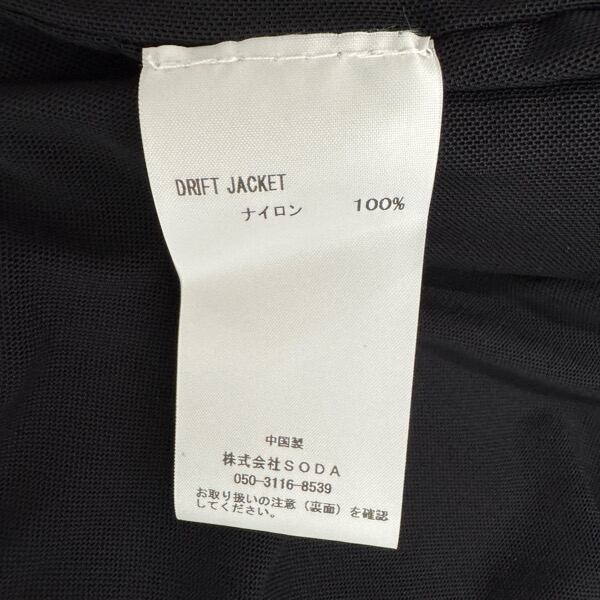 DRIFT JACKET
ナイロン 100%
中国製
株式会社SODA
050-3116-8539
お取り扱いの注意(裏面)を確認
してください。